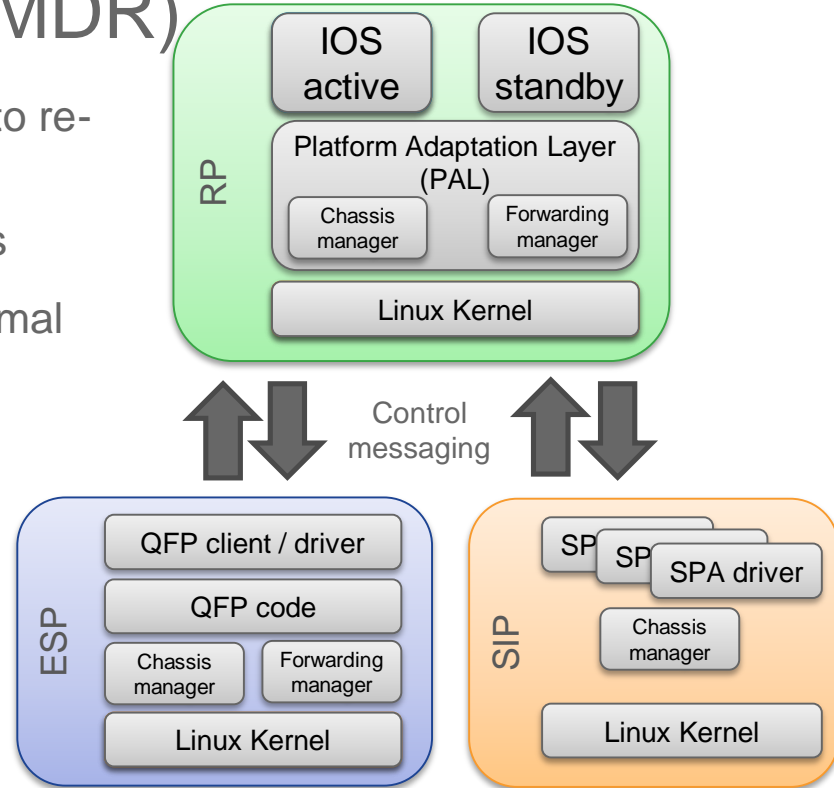 MDR)
to re-
s
mal
RP
IOS
active
IOS
standby
Platform Adaptation Layer
(PAL)
Chassis
manager
Forwarding
manager
Linux Kernel
Control
messaging
ESP
QFP client / driver
QFP code
Chassis
manager
Forwarding
manager
Linux Kernel
SIP
SP
SP
SPA driver
Chassis
manager
Linux Kernel